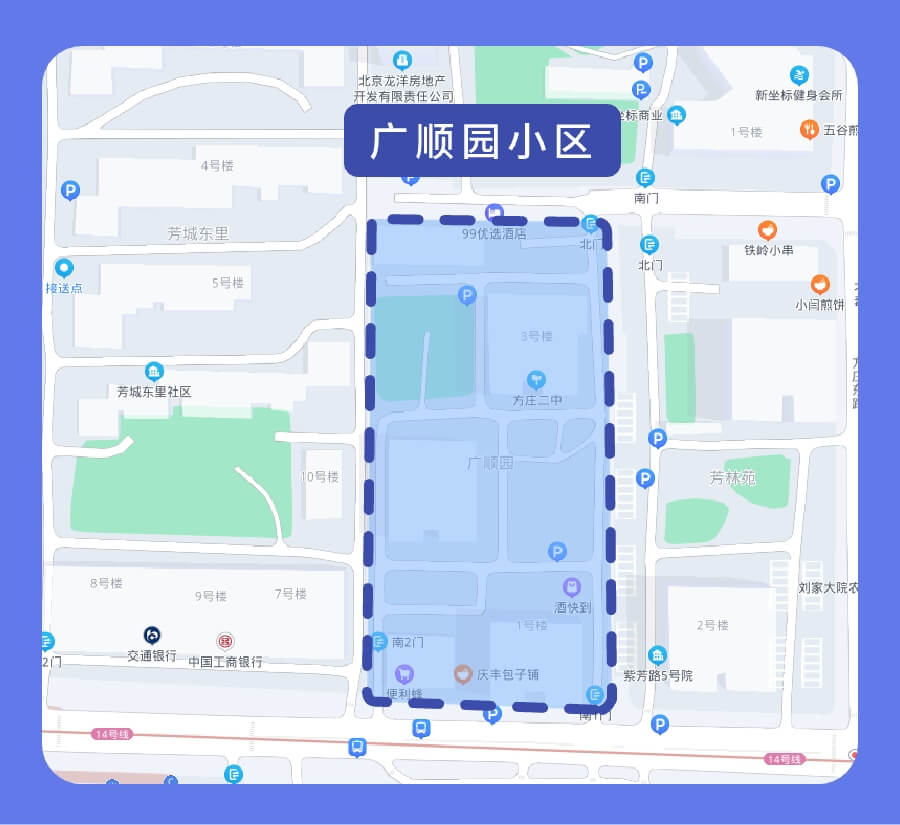 北京龙洋房地产
开发有限责任公司
P
P
新坐标健身会所
坐标商业
1号楼
五谷煎
广顺园小区
4号楼
P
P
南门
P
芳城东里
99优选酒店
北门
北门
铁岭小串
接送点
5号楼
P
小闫煎饼
3号楼
芳城东里社区
方庄二中
P
广顺园
10号楼
P
芳林苑
P
8号楼
9号楼
7号楼
酒快到
刘家大院农
1号楼
2号楼
2门
交通银行
中国工商银行
南2门
庆丰包子铺
紫芳路5号院
便利蜂
南1门
P
P
14号线
14号线